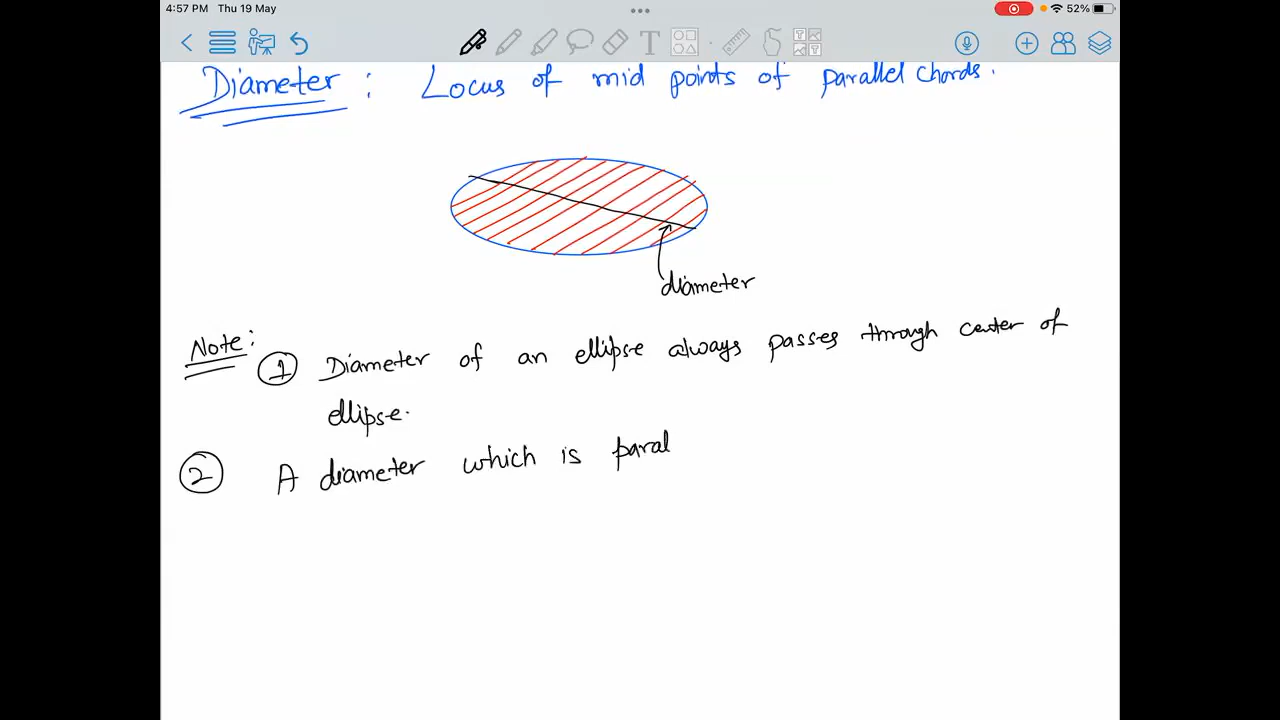 4:57 PM Thu 19 May
52%
Diameter : Locus of mid points of parallel chords.
diameter
Note:
① Diameter of an ellipse always passes through center of
ellipse.
② A diameter which is paral